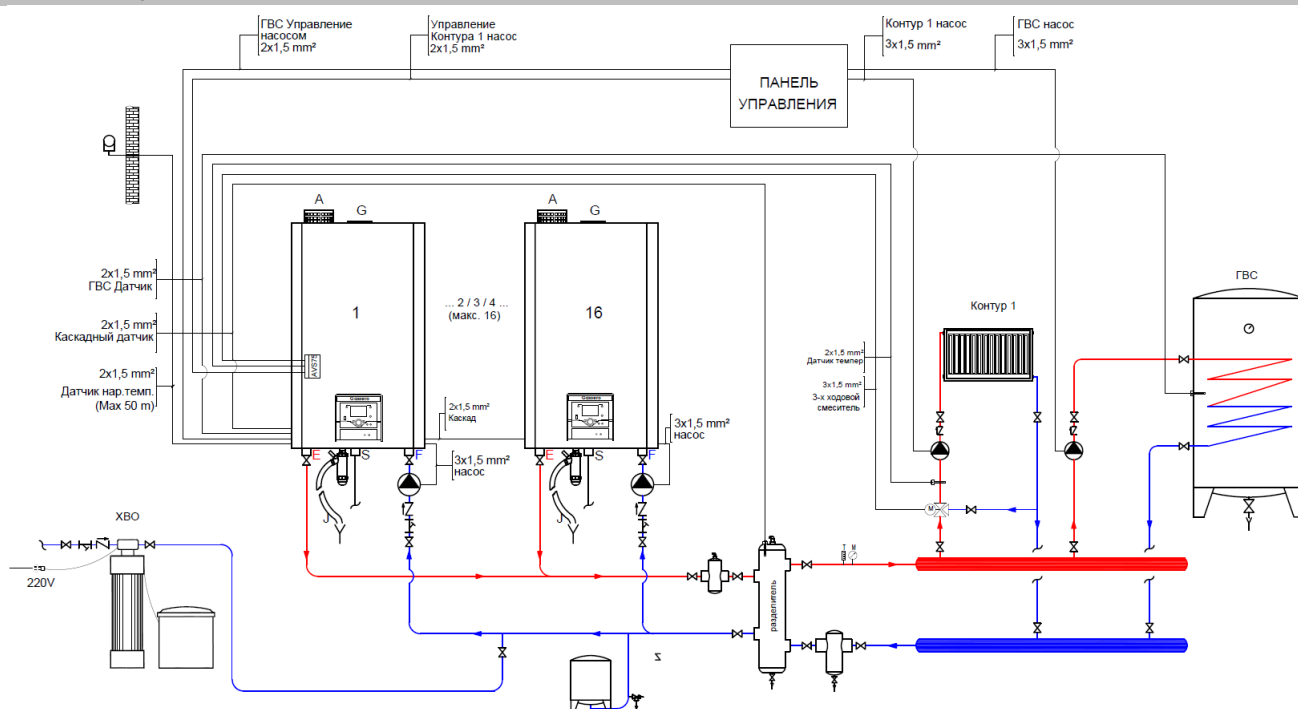 ГВС Управление
насосом
2x1,5 mm²
Управление
Контура 1 насос
2x1,5 mm²
Контур 1 насос
3x1,5 mm²
ГВС насос
3x1,5 mm²
ПАНЕЛЬ
УПРАВЛЕНИЯ
A
G
A
G
2x1,5 mm²
ГВС Датчик
2x1,5 mm²
Каскадный датчик
2x1,5 mm²
Датчик нар.темп.
(Max 50 m)
1
... 2 / 3 / 4 ...
(макс. 16)
16
AVS75
2x1,5 mm²
Каскад
3x1,5 mm²
насос
3x1,5 mm²
насос
E
S
F
J
E
S
F
J
2x1,5 mm²
Датчик темпер
3x1,5 mm²
3-х ходовой
смеситель
Контур 1
ГВС
M
T
M
разделитель
ХВО
220V
Z